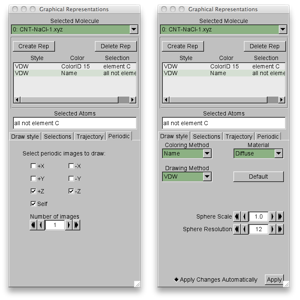 Graphical Representations
Selected Molecule
0: CNT-NaCl-1.xyz
Create Rep Delete Rep
Style Color Selection
VDW ColorID 15 element C
VDW Name all not eleme
Selected Atoms
all not element C
Draw style Selections Trajectory Periodic
Select periodic images to draw:
+X -X
+Y -Y
+Z -Z
Self
Number of images
1
Graphical Representations
Selected Molecule
0: CNT-NaCl-1.xyz
Create Rep Delete Rep
Style Color Selection
VDW ColorID 15 element C
VDW Name all not eleme
Selected Atoms
all not element C
Draw style Selections Trajectory Periodic
Coloring Method Material
Name Diffuse
Drawing Method
VDW Default
Sphere Scale 1.0
Sphere Resolution 12
Apply Changes Automatically Apply